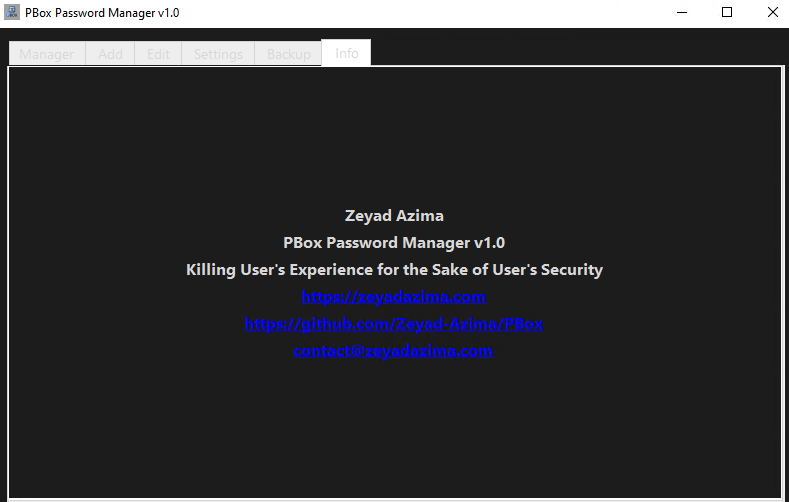 PBox Password Manager v1.0
Manager Add Edit Settings Backup Info
Zeyad Azima
PBox Password Manager v1.0
Killing User's Experience for the Sake of User's Security
https://zeyadazima.com
https://github.com/Zeyad-Azima/PBox
contact@zeyadazima.com